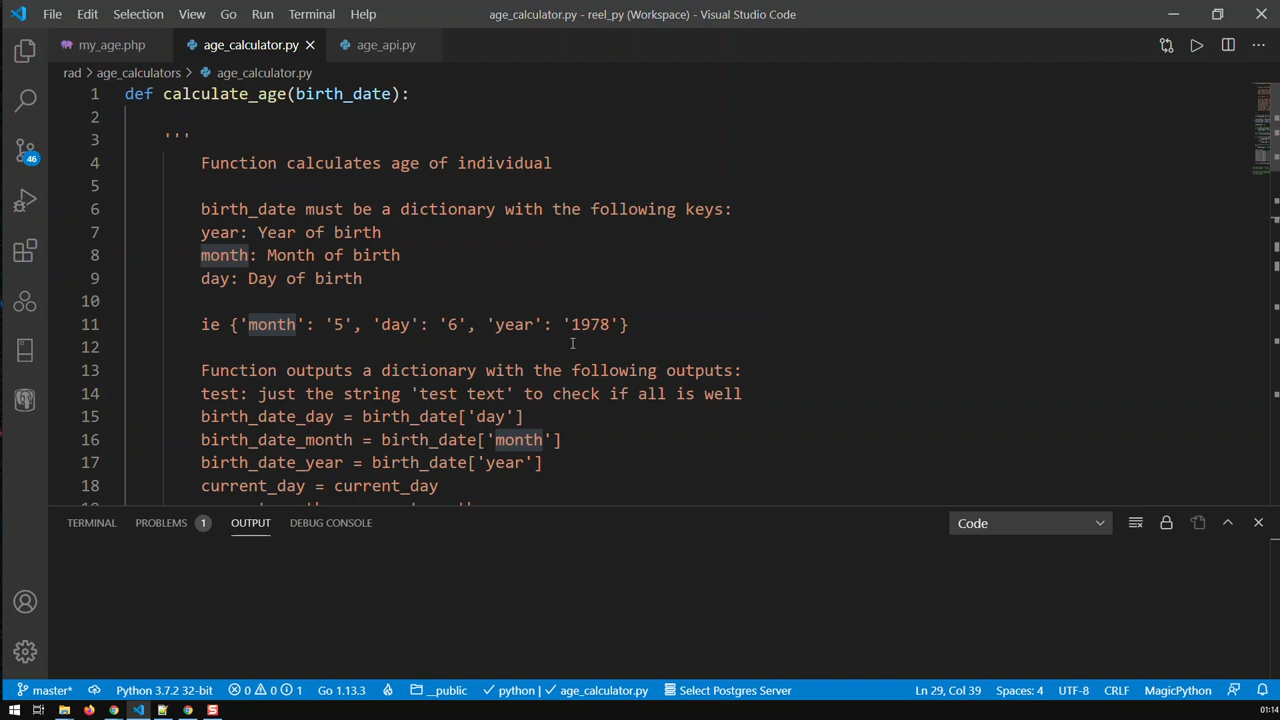 File Edit Selection View Go Run Terminal Help age_calculator.py - reel_py (Workspace) - Visual Studio Code
my_age.php age_calculator.py age_api.py
rad > age_calculators > age_calculator.py
1 def calculate_age(birth_date):
2
3 '''
4 Function calculates age of individual
5
6 birth_date must be a dictionary with the following keys:
7 year: Year of birth
8 month: Month of birth
9 day: Day of birth
10
11 ie {'month': '5', 'day': '6', 'year': '1978'}
12
13 Function outputs a dictionary with the following outputs:
14 test: just the string 'test text' to check if all is well
15 birth_date_day = birth_date['day']
16 birth_date_month = birth_date['month']
17 birth_date_year = birth_date['year']
18 current_day = current_day
46
TERMINAL PROBLEMS 1 OUTPUT DEBUG CONSOLE Code
master* Python 3.7.2 32-bit 0 0 1 Go 1.13.3 __public python | age_calculator.py Select Postgres Server Ln 29, Col 39 Spaces: 4 UTF-8 CRLF MagicPython
01:14